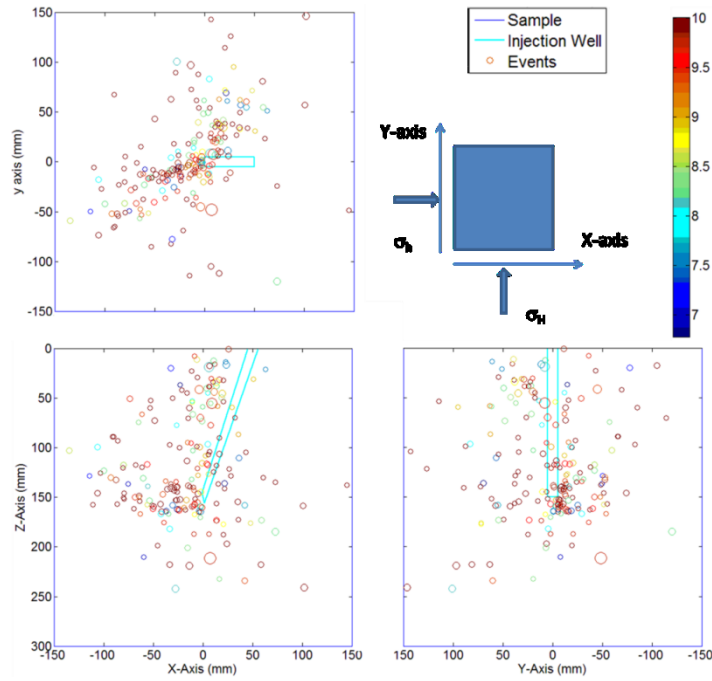 y axis (mm)
150
100
50
0
-50
-100
-150
Sample
Injection Well
Events
Y-axis
X-axis
σh
σH
10
9.5
9
8.5
8
7.5
7
Z-Axis (mm)
0
50
100
150
200
250
300
-150 -100 -50 0 50 100 150
X-Axis (mm)
150 100 50 0 -50 -100 -150
Y-Axis (mm)